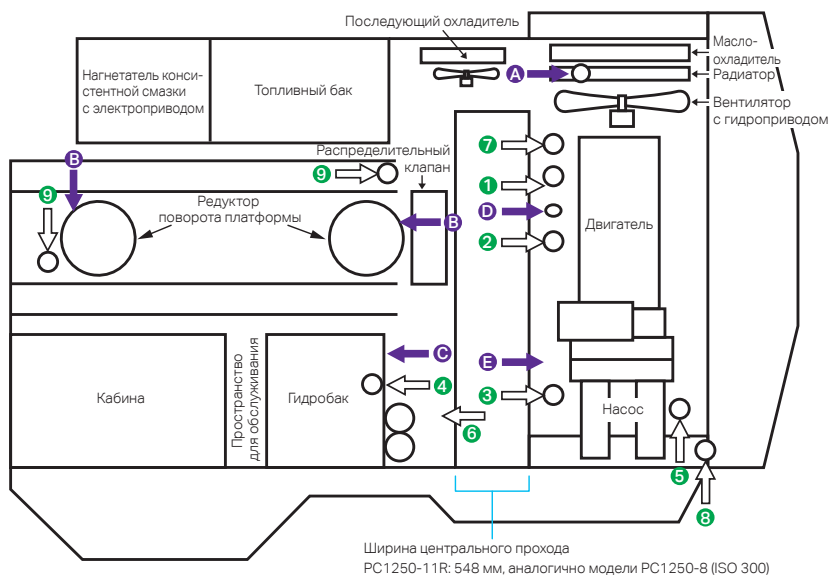 Последующий охладитель
Масло-
охладитель
Радиатор
Вентилятор
с гидроприводом
Нагнетатель конси-
стентной смазки
с электроприводом
Топливный бак
A
7
Распределительный
клапан
B
9
9
1
Редуктор
поворота платформы
D
B
2
Двигатель
C
E
4
3
Кабина
Пространство
для обслуживания
Гидробак
Насос
6
5
8
Ширина центрального прохода
PC1250-11R: 548 мм, аналогично модели PC1250-8 (ISO 300)